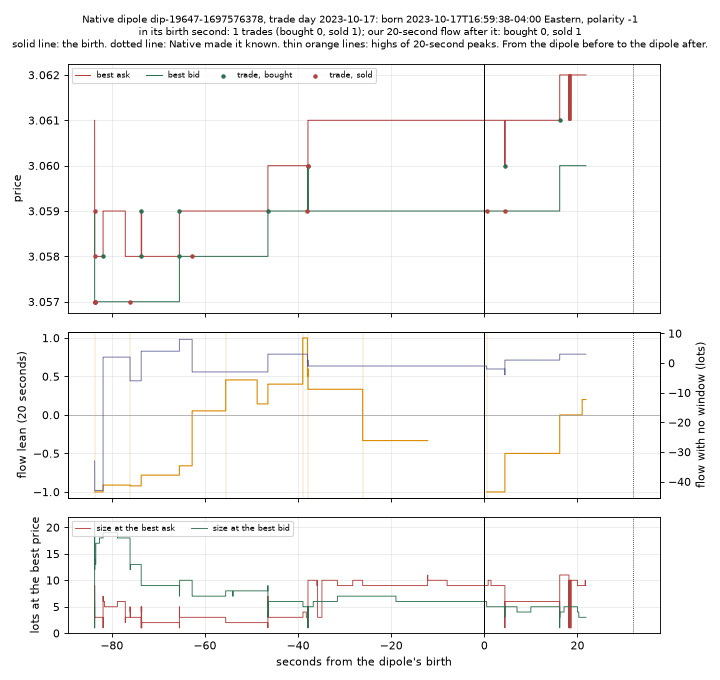 Native dipole dip-19647-1697576378, trade day 2023-10-17: born 2023-10-17T16:59:38-04:00 Eastern, polarity -1
in its birth second: 1 trades (bought 0, sold 1); our 20-second flow after it: bought 0, sold 1
solid line: the birth. dotted line: Native made it known. thin orange lines: highs of 20-second peaks. From the dipole before to the dipole after.
best ask best bid trade, bought trade, sold
3.062
3.061
3.060
3.059
3.058
3.057
price
1.0
0.5
0.0
−0.5
−1.0
flow lean (20 seconds)
10
0
−10
−20
−30
−40
flow with no window (lots)
size at the best ask size at the best bid
20
15
10
5
0
lots at the best price
−80 −60 −40 −20 0 20
seconds from the dipole's birth